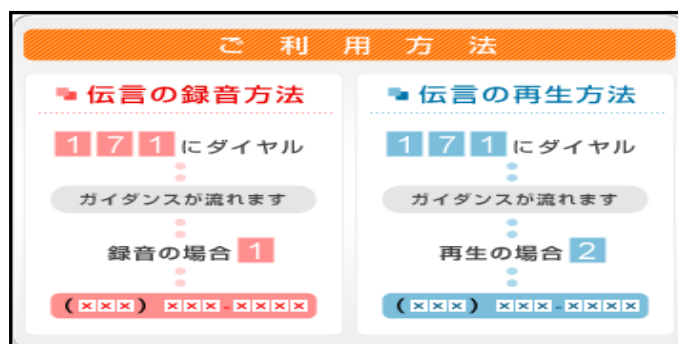 ご利用方法
伝言の録音方法
171にダイヤル
ガイダンスが流れます
録音の場合1
(×××) ×××-××××
伝言の再生方法
171にダイヤル
ガイダンスが流れます
再生の場合2
(×××) ×××-××××